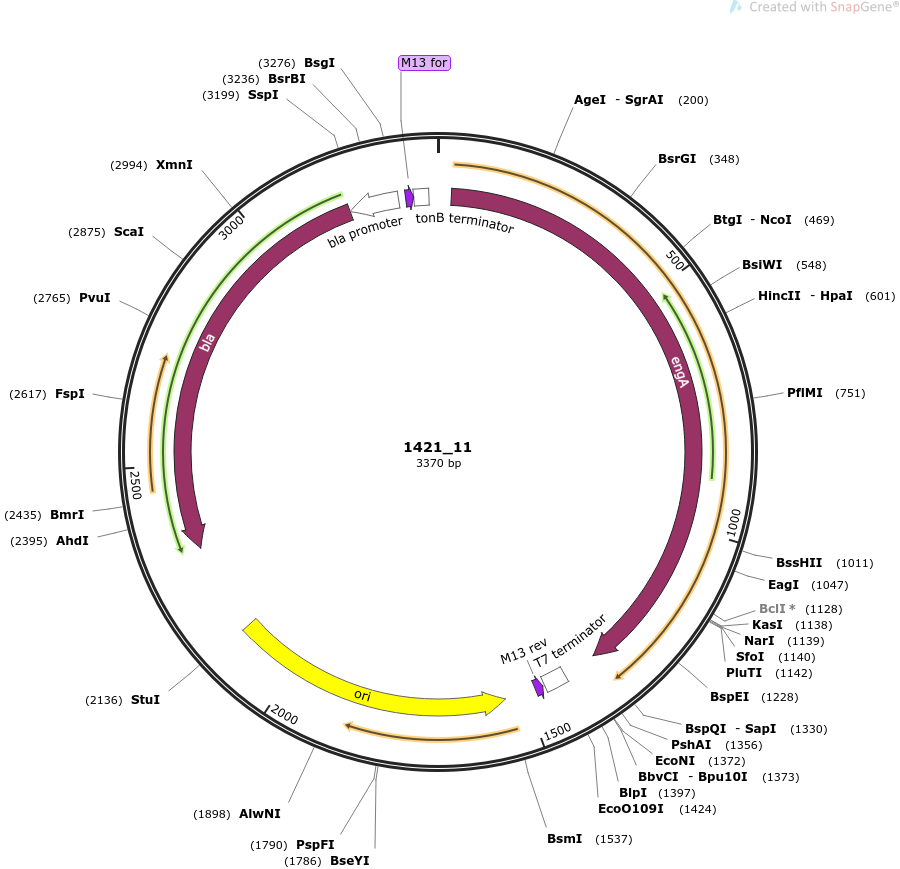 Created with SnapGene®
M13 for
(3276) BsgI
(3236) BsrBI
(3199) SspI
(2994) XmnI
(2875) ScaI
(2765) PvuI
(2617) FspI
(2435) BmrI
(2395) AhdI
(2136) StuI
(1898) AlwNI
(1790) PspFI
(1786) BseYI
AgeI - SgrAI (200)
BsrGI (348)
BtgI - NcoI (469)
BsiWI (548)
HincII - HpaI (601)
PflMI (751)
BssHII (1011)
EagI (1047)
BclI * (1128)
KasI (1138)
NarI (1139)
SfoI (1140)
PluTI (1142)
BspEI (1228)
BspQI - SapI (1330)
PshAI (1356)
EcoNI (1372)
BbvCI - Bpu10I (1373)
BlpI (1397)
EcoO109I (1424)
BsmI (1537)
500
1000
1500
2000
2500
3000
bla promoter
tonB terminator
engA
bla
1421_11
3370 bp
M13 rev
T7 terminator
ori